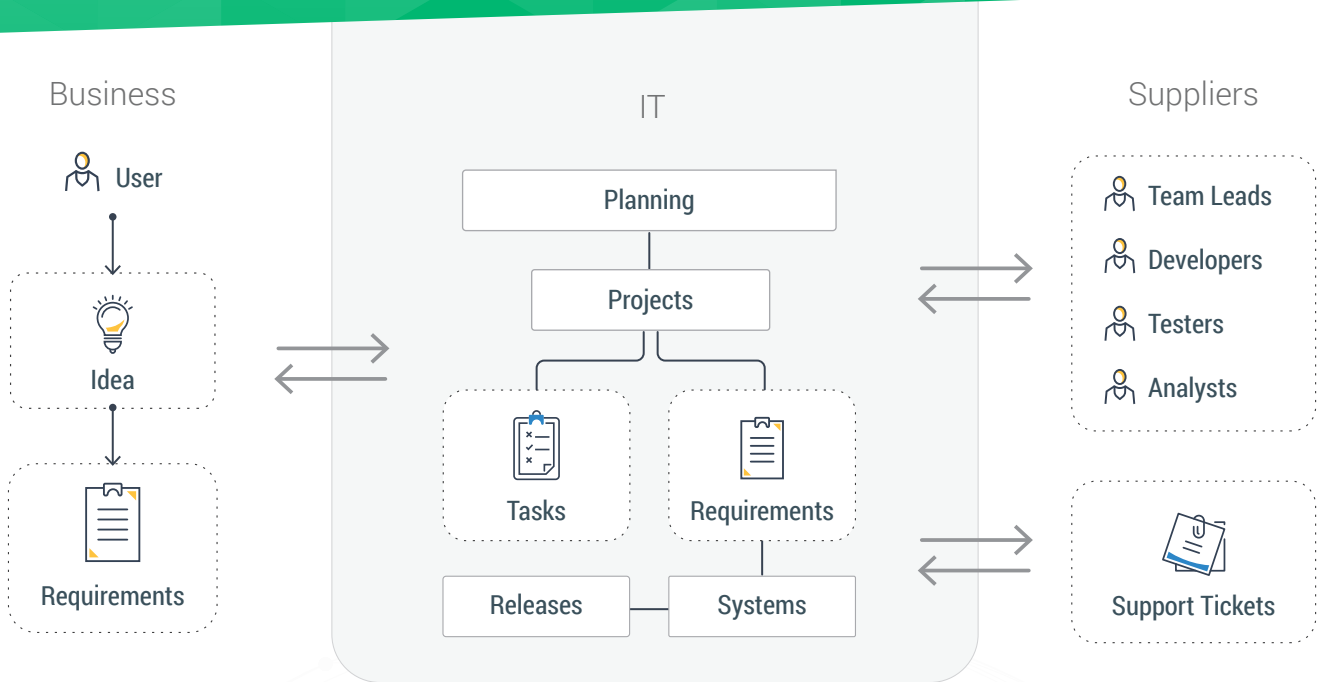 Business
User
Idea
Requirements
IT
Planning
Projects
Tasks
Requirements
Releases
Systems
Suppliers
Team Leads
Developers
Testers
Analysts
Support Tickets